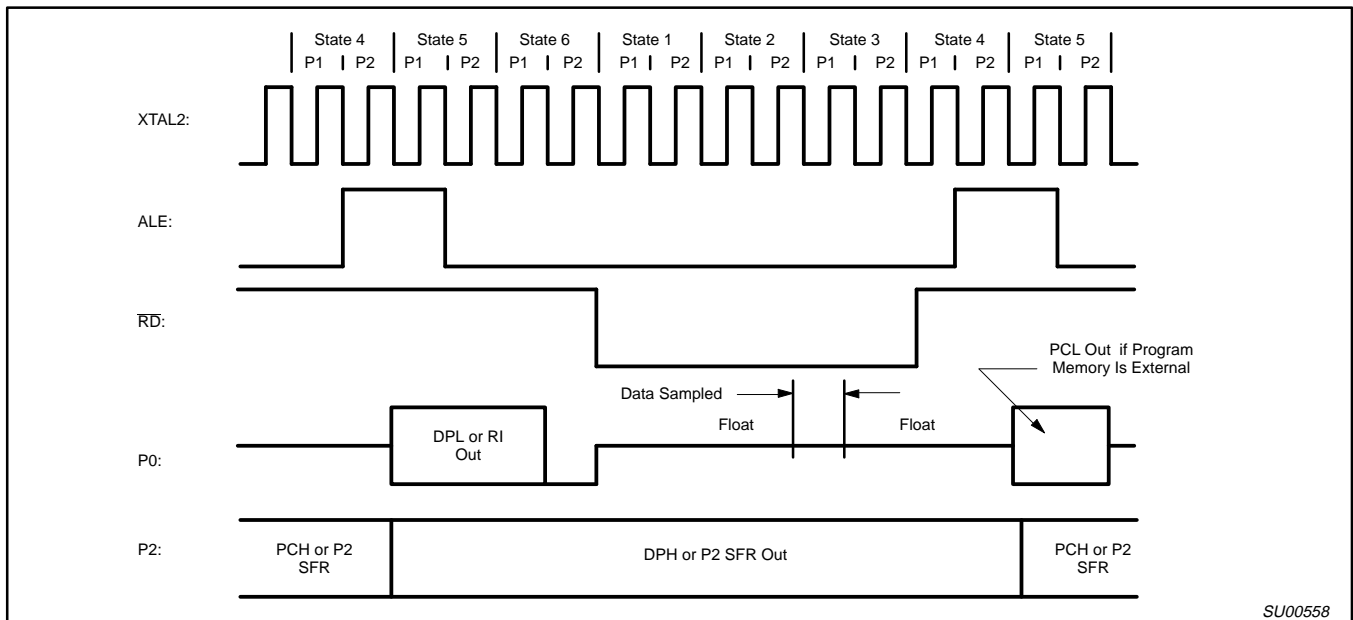 State 4 State 5 State 6 State 1 State 2 State 3 State 4 State 5
P1 P2 P1 P2 P1 P2 P1 P2 P1 P2 P1 P2 P1 P2 P1 P2
XTAL2:
ALE:
RD:
PCL Out if Program
Memory Is External
Data Sampled
Float Float
DPL or RI
Out
P0:
P2:
PCH or P2
SFR
DPH or P2 SFR Out
PCH or P2
SFR
SU00558